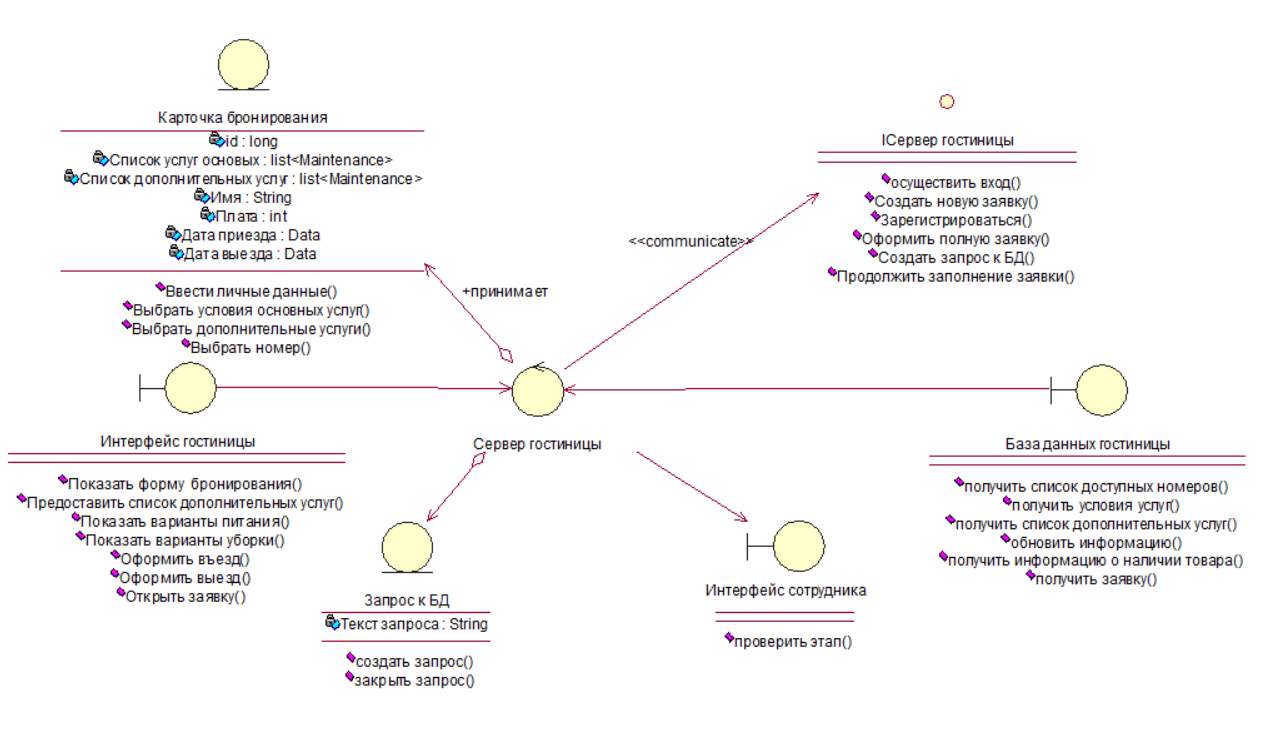 Карточка бронирования
id : long
Список услуг основых : list<Maintenance>
Список дополнительных услуг : list<Maintenance>
Имя : String
Плата : int
Дата приезда : Data
Дата выезда : Data
Ввести личные данные()
Выбрать условия основных услуг()
Выбрать дополнительные услуги()
Выбрать номер()
IСервер гостиницы
осуществить вход()
Создать новую заявку()
Зарегистрироваться()
Оформить полную заявку()
Создать запрос к БД()
Продолжить заполнение заявки()
<<communicate>>
+принимает
Интерфейс гостиницы
Показать форму бронирования()
Предоставить список дополнительных услуг()
Показать варианты питания()
Показать варианты уборки()
Оформить въезд()
Оформить выезд()
Открыть заявку()
Сервер гостиницы
База данных гостиницы
получить список доступных номеров()
получить условия услуг()
получить список дополнительных услуг()
обновить информацию()
получить информацию о наличии товара()
получить заявку()
Запрос к БД
Текст запроса : String
создать запрос()
закрыть запрос()
Интерфейс сотрудника
проверить этап()